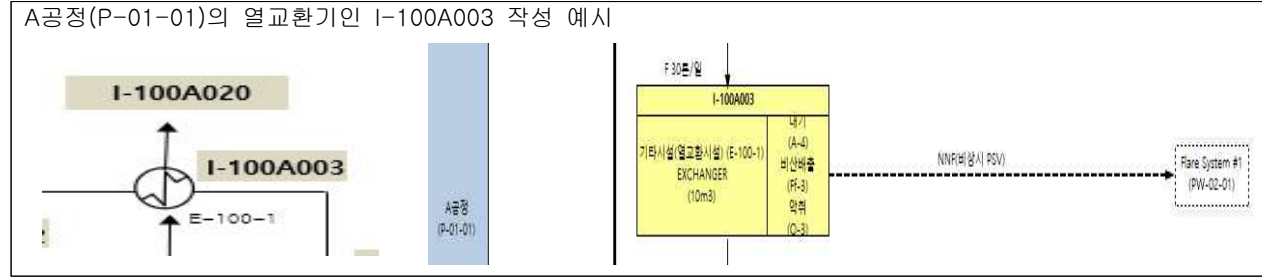 A공정(P-01-01)의 열교환기인 I-100A003 작성 예시
I-100A020
I-100A003
E-100-1
A공정
(P-01-01)
F 30톤/일
I-100A003
기타시설(열교환시설) (E-100-1)
EXCHANGER
(10m3)
대기
(A-4)
비산배출
(Ff-3)
악취
(O-3)
NNF(비상시 PSV)
Flare System #1
(PW-02-01)